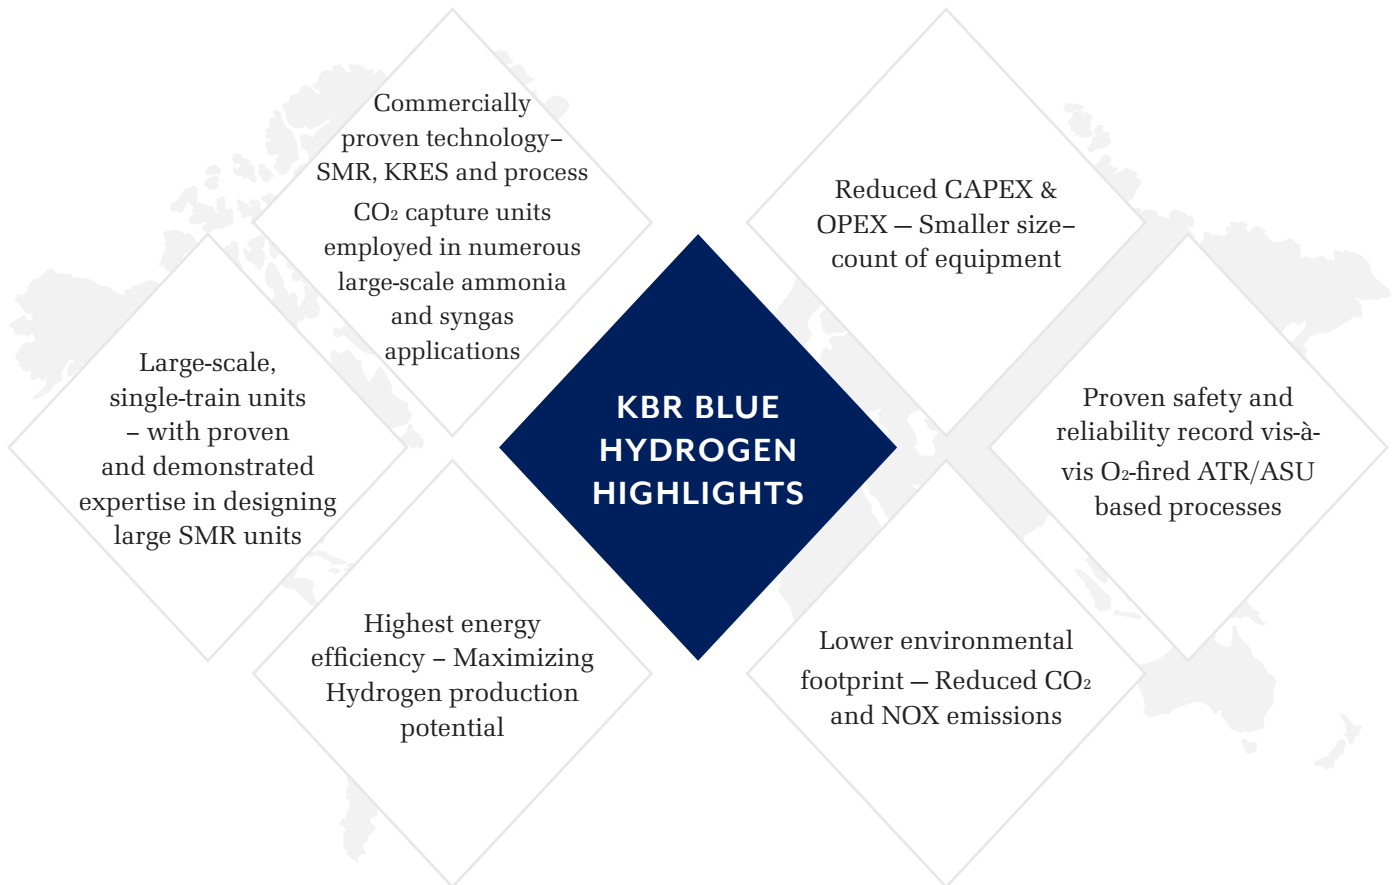 Commercially
proven technology–
SMR, KRES and process
CO₂ capture units
employed in numerous
large-scale ammonia
and syngas
applications
Reduced CAPEX &
OPEX — Smaller size–
count of equipment
Large-scale,
single-train units
– with proven
and demonstrated
expertise in designing
large SMR units
KBR BLUE
HYDROGEN
HIGHLIGHTS
Proven safety and
reliability record vis-à-
vis O₂-fired ATR/ASU
based processes
Highest energy
efficiency – Maximizing
Hydrogen production
potential
Lower environmental
footprint — Reduced CO₂
and NOX emissions